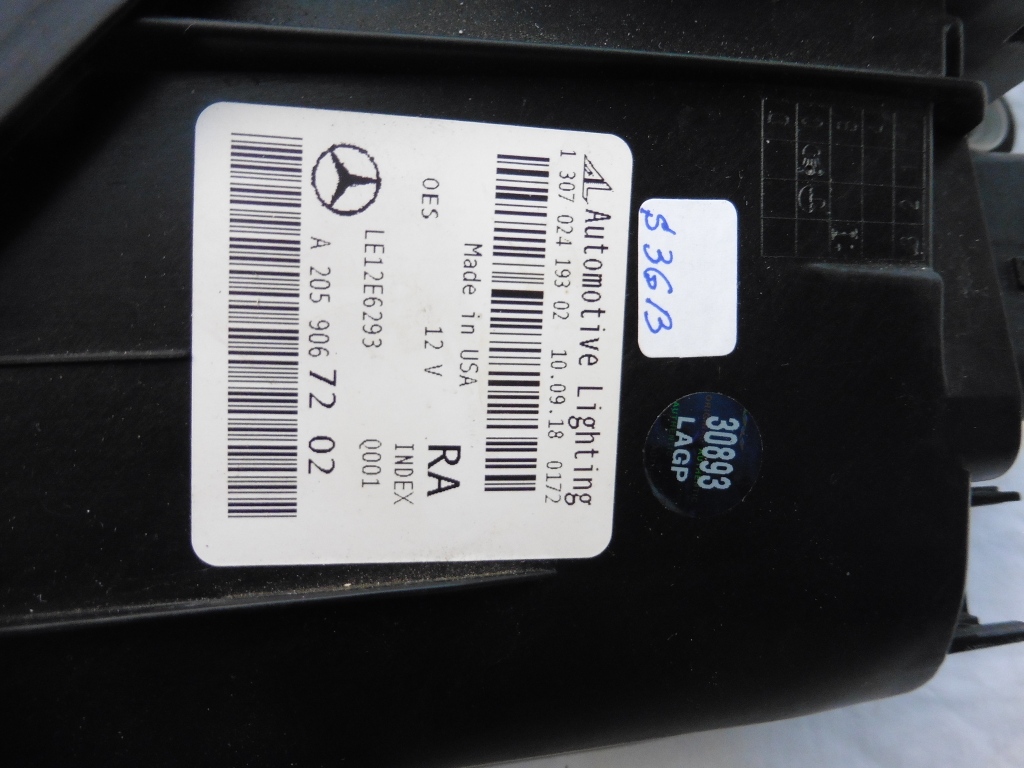 Automotive Lighting
1 307 024 193 02 10.09.18 0172
Made in USA
RA
OES 12 V INDEX
LE12E6293 Q001
A 205 906 72 02
S36B
30893
LAGP